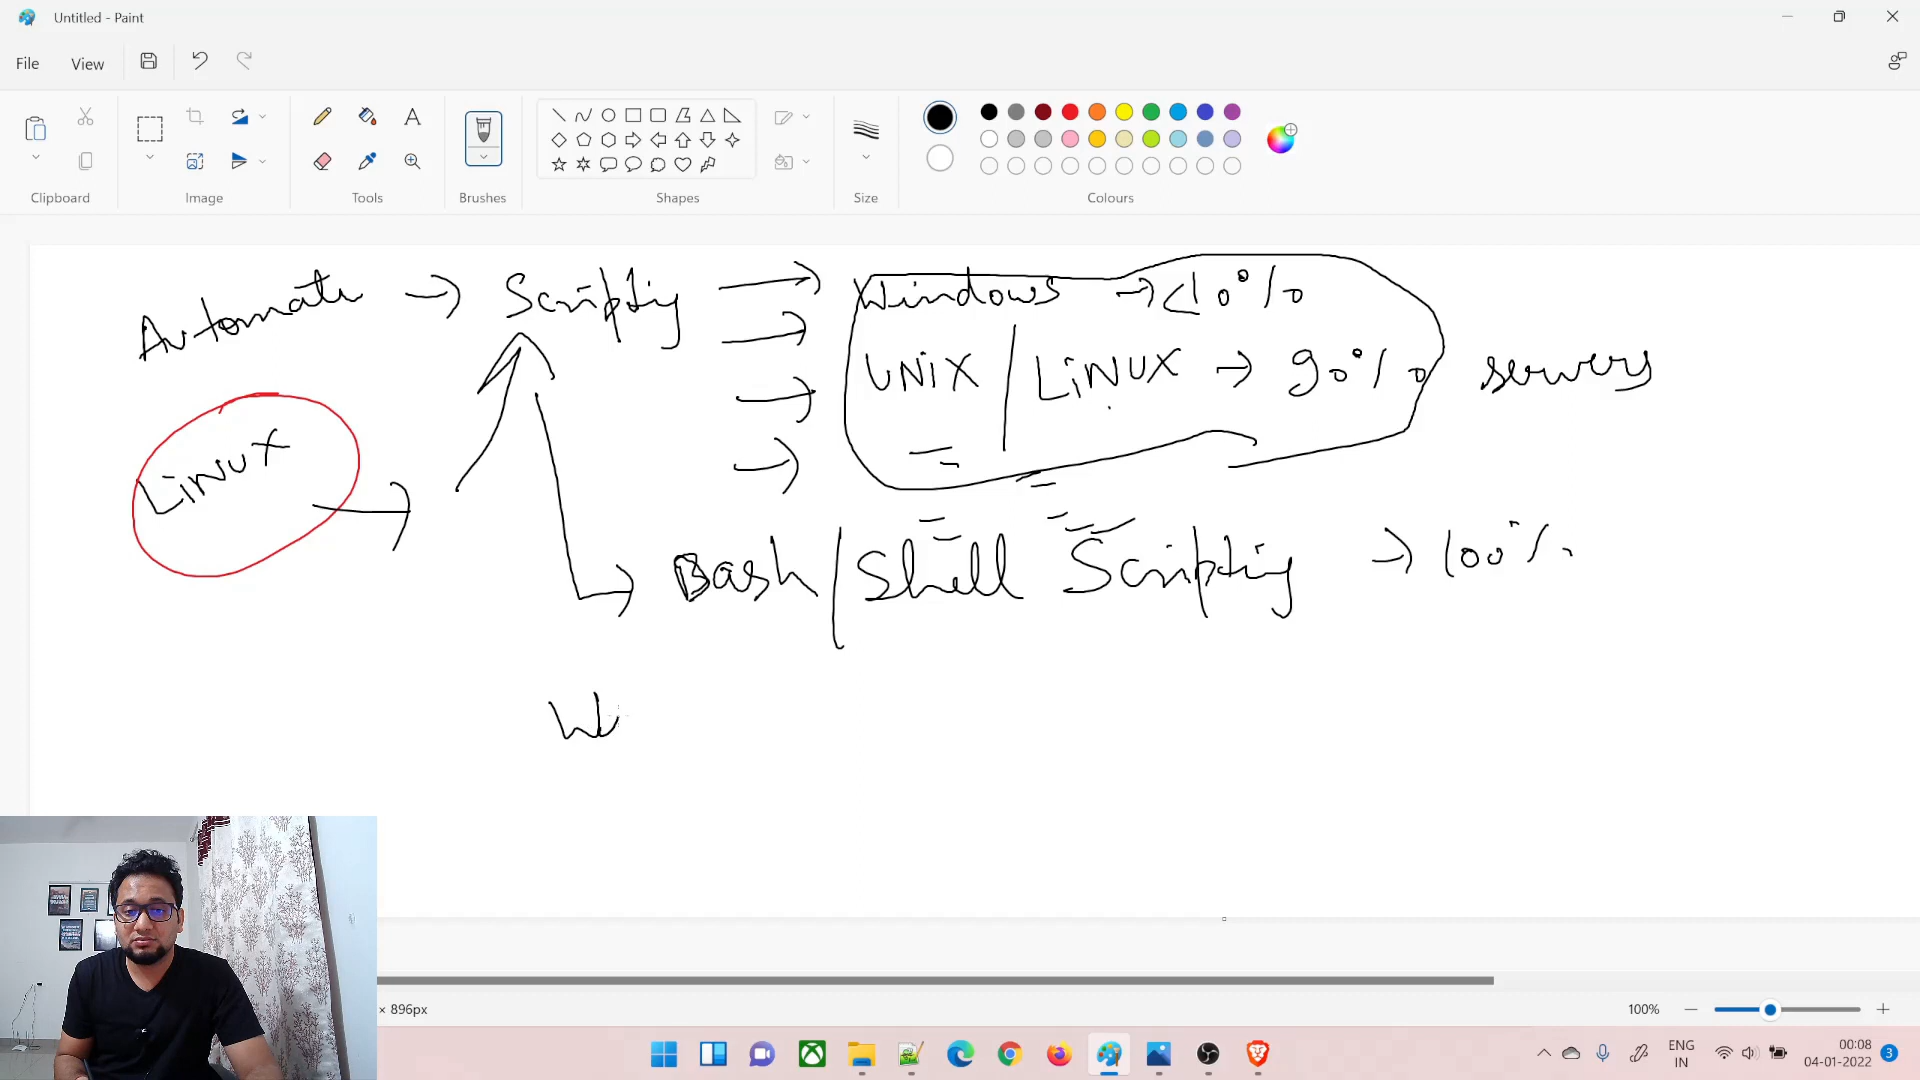 Untitled - Paint
File View
Clipboard Image Tools Brushes Shapes Size Colours
Automate → Scripting → Windows → <10%
UNIX / LINUX → 90% servers
LINUX →
Bash / Shell Scripting → 100%
W
× 896px
100%
ENG
IN
00:08
04-01-2022
3